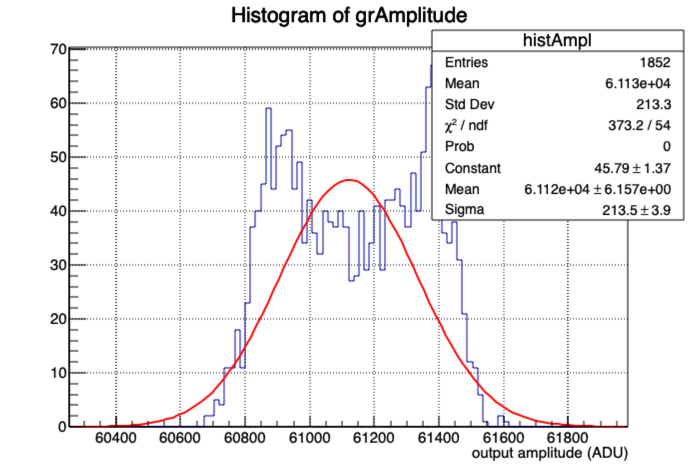 Histogram of grAmplitude
histAmpl
Entries 1852
Mean 6.113e+04
Std Dev 213.3
χ² / ndf 373.2 / 54
Prob 0
Constant 45.79 ± 1.37
Mean 6.112e+04 ± 6.157e+00
Sigma 213.5 ± 3.9
70
60
50
40
30
20
10
0
60400 60600 60800 61000 61200 61400 61600 61800
output amplitude (ADU)